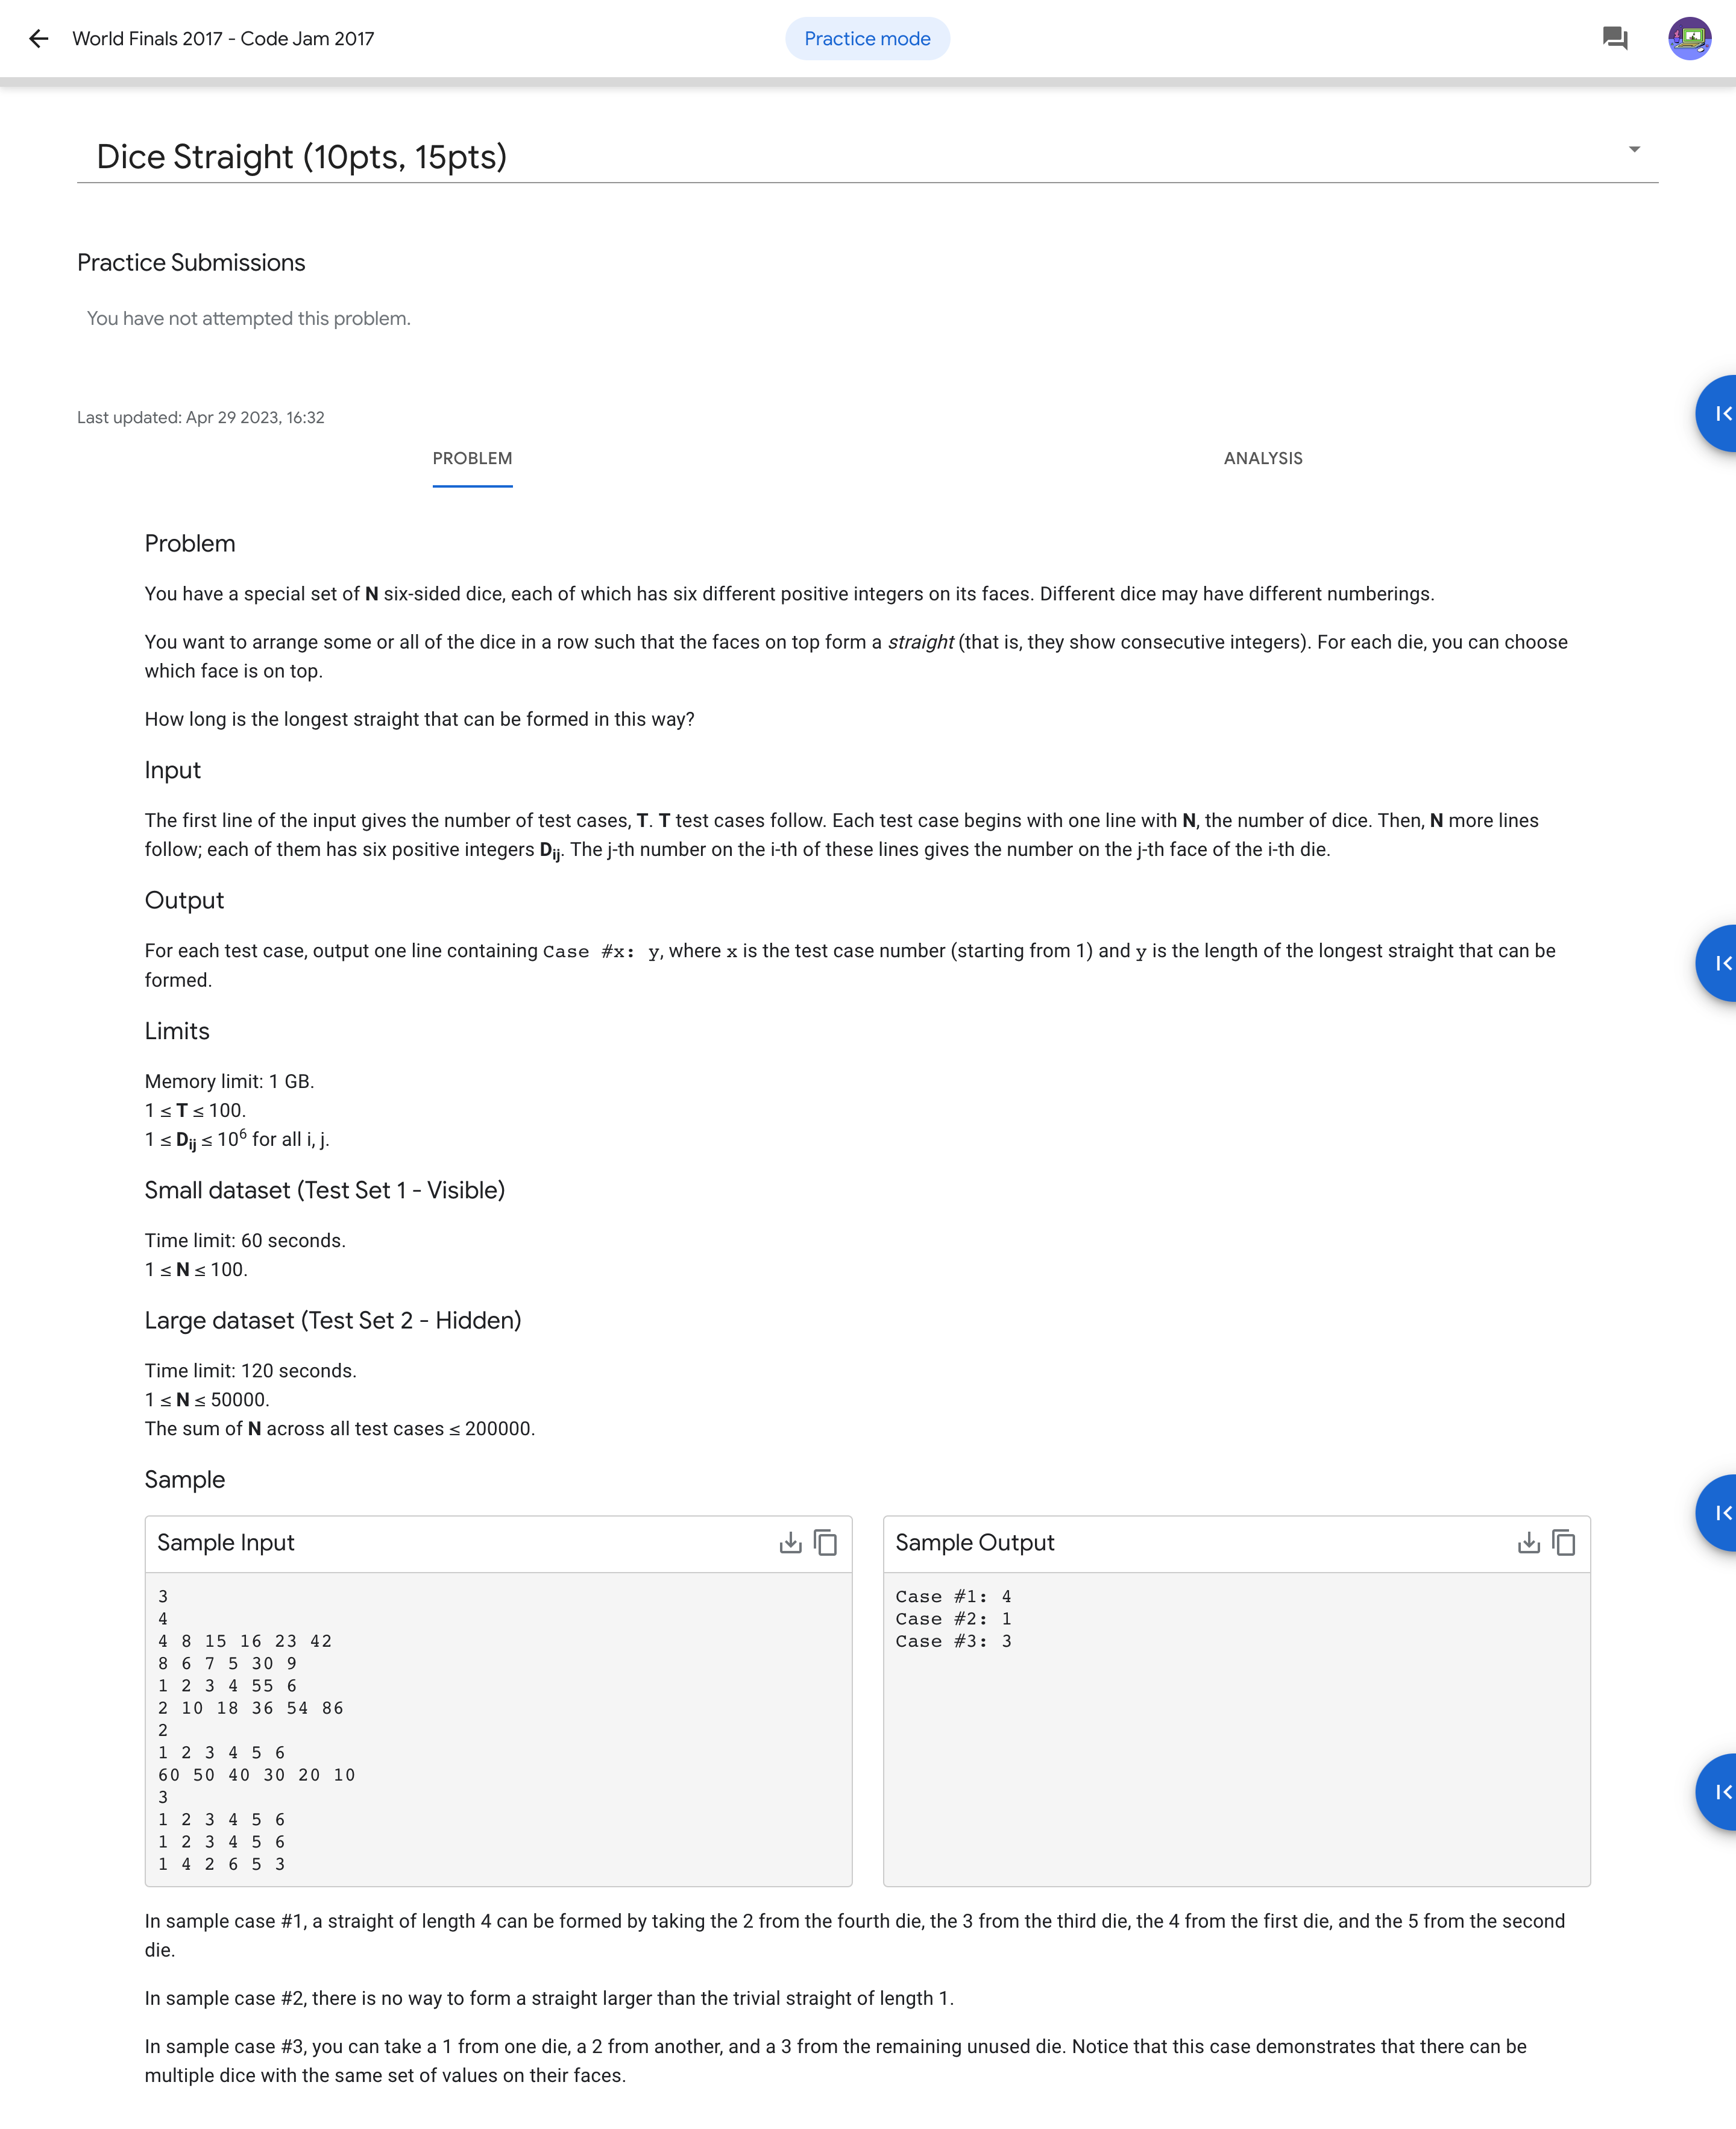 World Finals 2017 - Code Jam 2017
Practice mode
Dice Straight (10pts, 15pts)
Practice Submissions
You have not attempted this problem.
Last updated: Apr 29 2023, 16:32
PROBLEM
ANALYSIS
Problem
You have a special set of N six-sided dice, each of which has six different positive integers on its faces. Different dice may have different numberings.
You want to arrange some or all of the dice in a row such that the faces on top form a straight (that is, they show consecutive integers). For each die, you can choose
which face is on top.
How long is the longest straight that can be formed in this way?
Input
The first line of the input gives the number of test cases, T. T test cases follow. Each test case begins with one line with N, the number of dice. Then, N more lines
follow; each of them has six positive integers Dij. The j-th number on the i-th of these lines gives the number on the j-th face of the i-th die.
Output
For each test case, output one line containing Case #x: y, where x is the test case number (starting from 1) and y is the length of the longest straight that can be
formed.
Limits
Memory limit: 1 GB.
1 ≤ T ≤ 100.
1 ≤ Dij ≤ 10^6 for all i, j.
Small dataset (Test Set 1 - Visible)
Time limit: 60 seconds.
1 ≤ N ≤ 100.
Large dataset (Test Set 2 - Hidden)
Time limit: 120 seconds.
1 ≤ N ≤ 50000.
The sum of N across all test cases ≤ 200000.
Sample
Sample Input
3
4
4 8 15 16 23 42
8 6 7 5 30 9
1 2 3 4 55 6
2 10 18 36 54 86
2
1 2 3 4 5 6
60 50 40 30 20 10
3
1 2 3 4 5 6
1 2 3 4 5 6
1 4 2 6 5 3
Sample Output
Case #1: 4
Case #2: 1
Case #3: 3
In sample case #1, a straight of length 4 can be formed by taking the 2 from the fourth die, the 3 from the third die, the 4 from the first die, and the 5 from the second
die.
In sample case #2, there is no way to form a straight larger than the trivial straight of length 1.
In sample case #3, you can take a 1 from one die, a 2 from another, and a 3 from the remaining unused die. Notice that this case demonstrates that there can be
multiple dice with the same set of values on their faces.